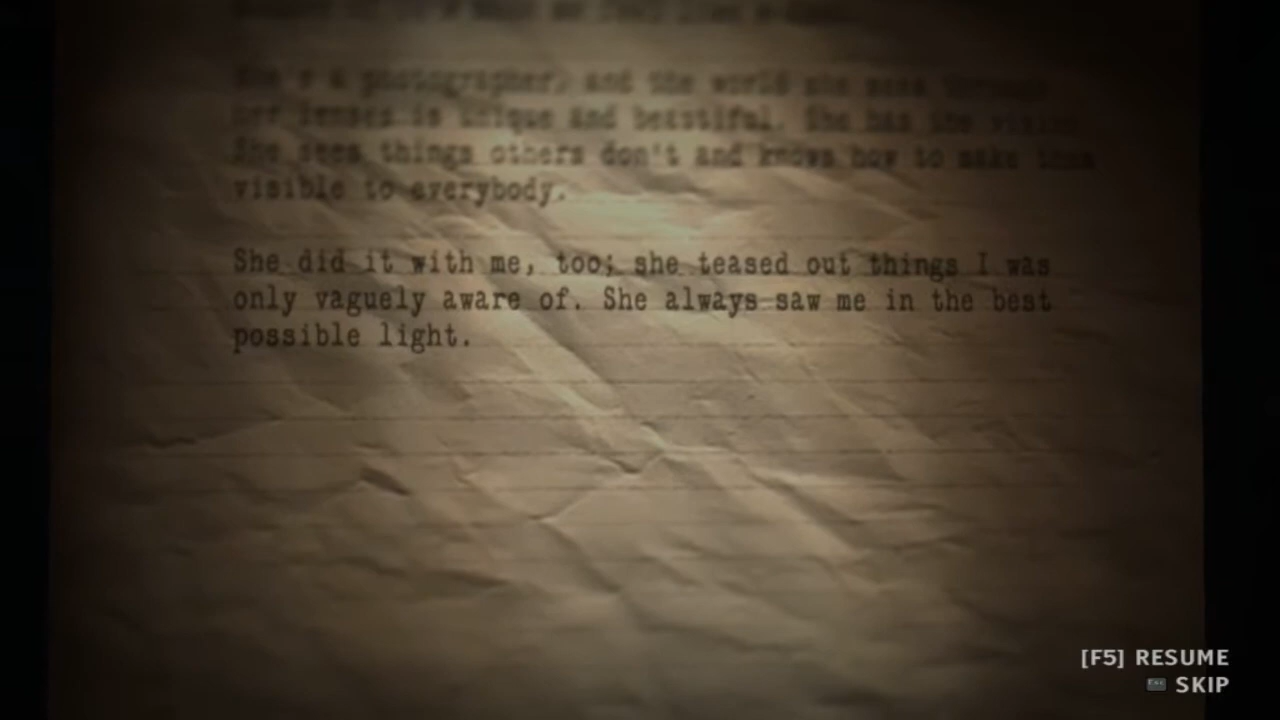 She's a photographer, and the world she sees through
her lenses is unique and beautiful. She has the vision.
She sees things others don't and knows how to make them
visible to everybody.
She did it with me, too; she teased out things I was
only vaguely aware of. She always saw me in the best
possible light.
[F5] RESUME
Esc SKIP